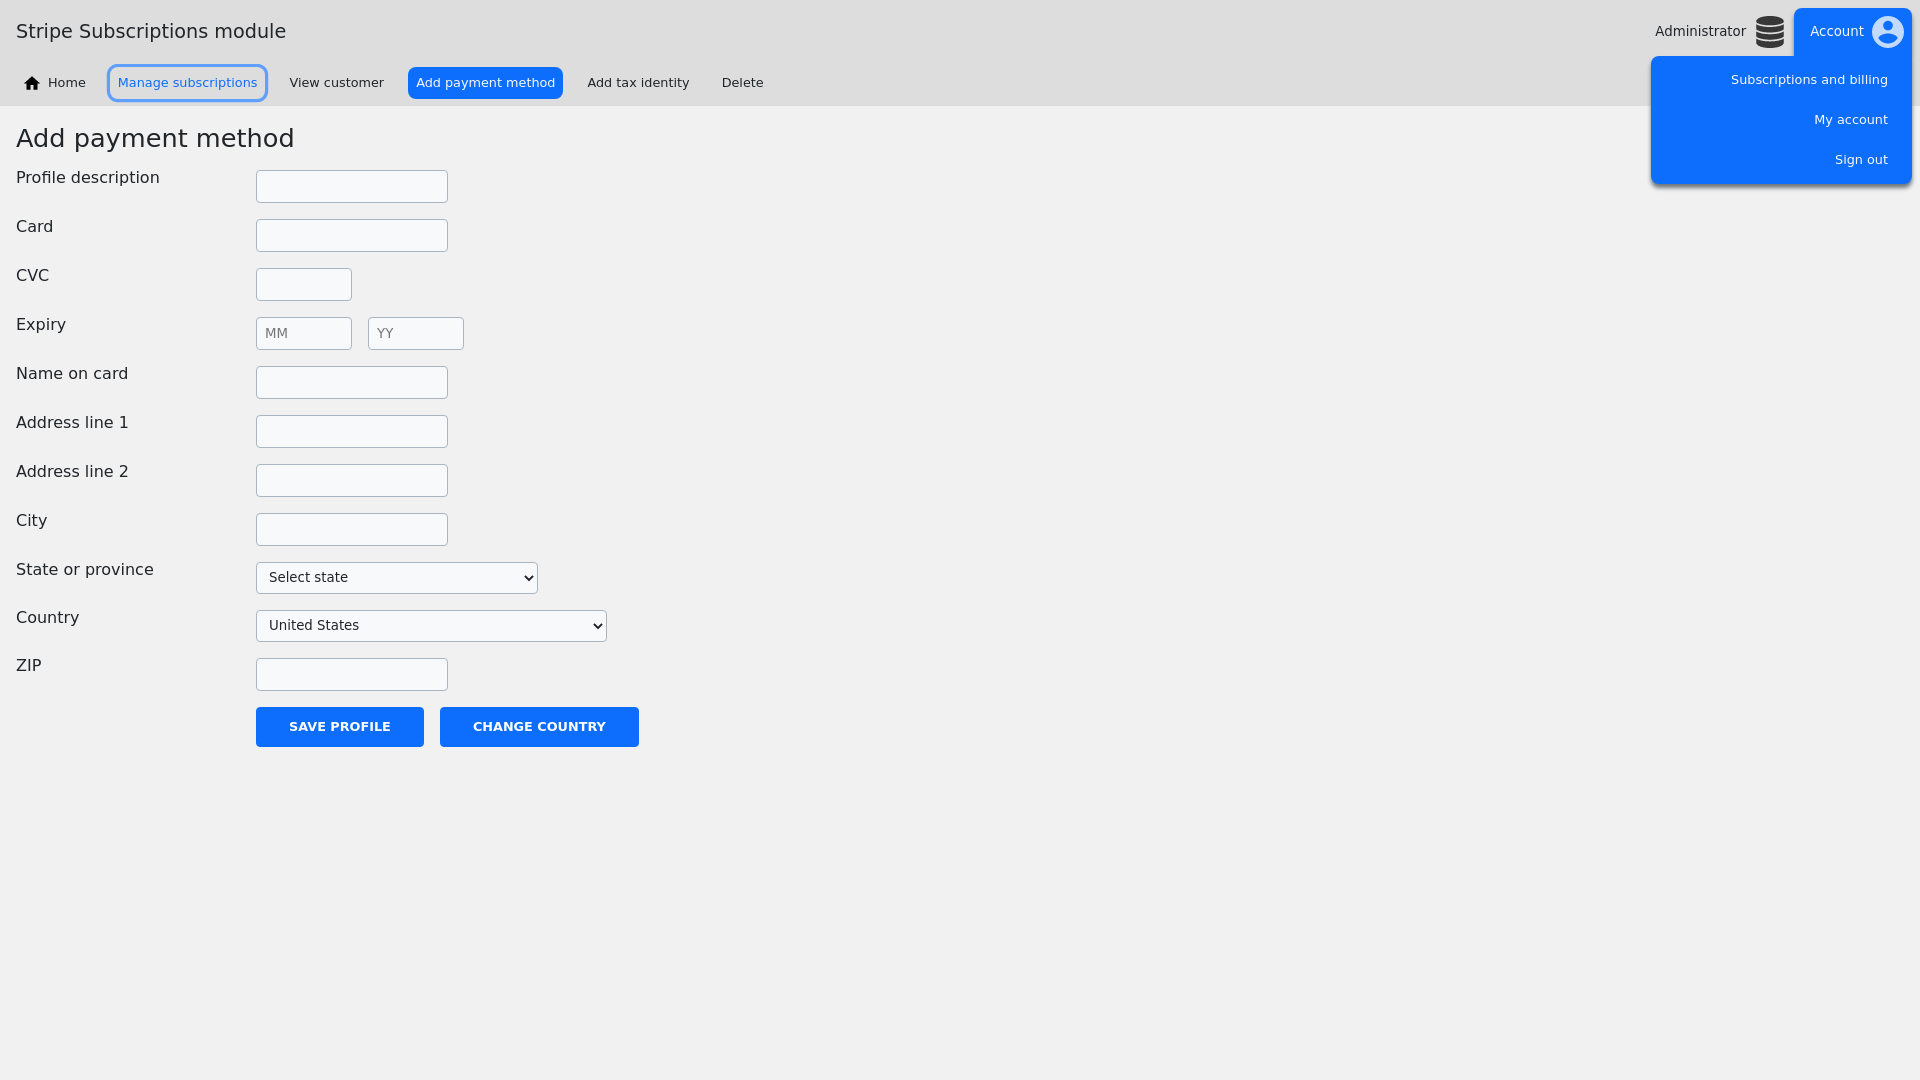 Stripe Subscriptions module
Administrator
Account
Home
Manage subscriptions
View customer
Add payment method
Add tax identity
Delete
Subscriptions and billing
My account
Sign out
Add payment method
Profile description
Card
CVC
Expiry
MM
YY
Name on card
Address line 1
Address line 2
City
State or province
Select state
Country
United States
ZIP
SAVE PROFILE
CHANGE COUNTRY